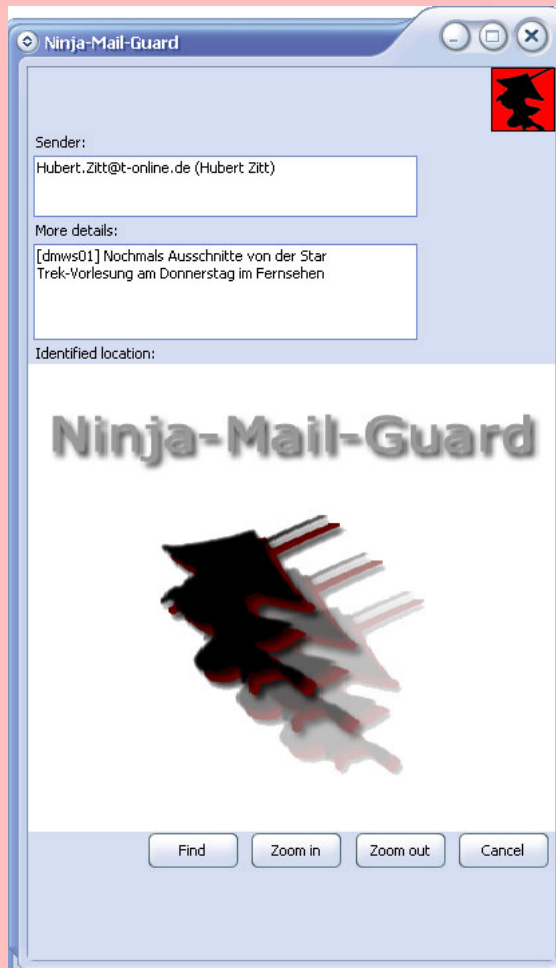 Ninja-Mail-Guard
Sender:
Hubert.Zitt@t-online.de (Hubert Zitt)
More details:
[dmws01] Nochmals Ausschnitte von der Star
Trek-Vorlesung am Donnerstag im Fernsehen
Identified location:
Ninja-Mail-Guard
Find Zoom in Zoom out Cancel